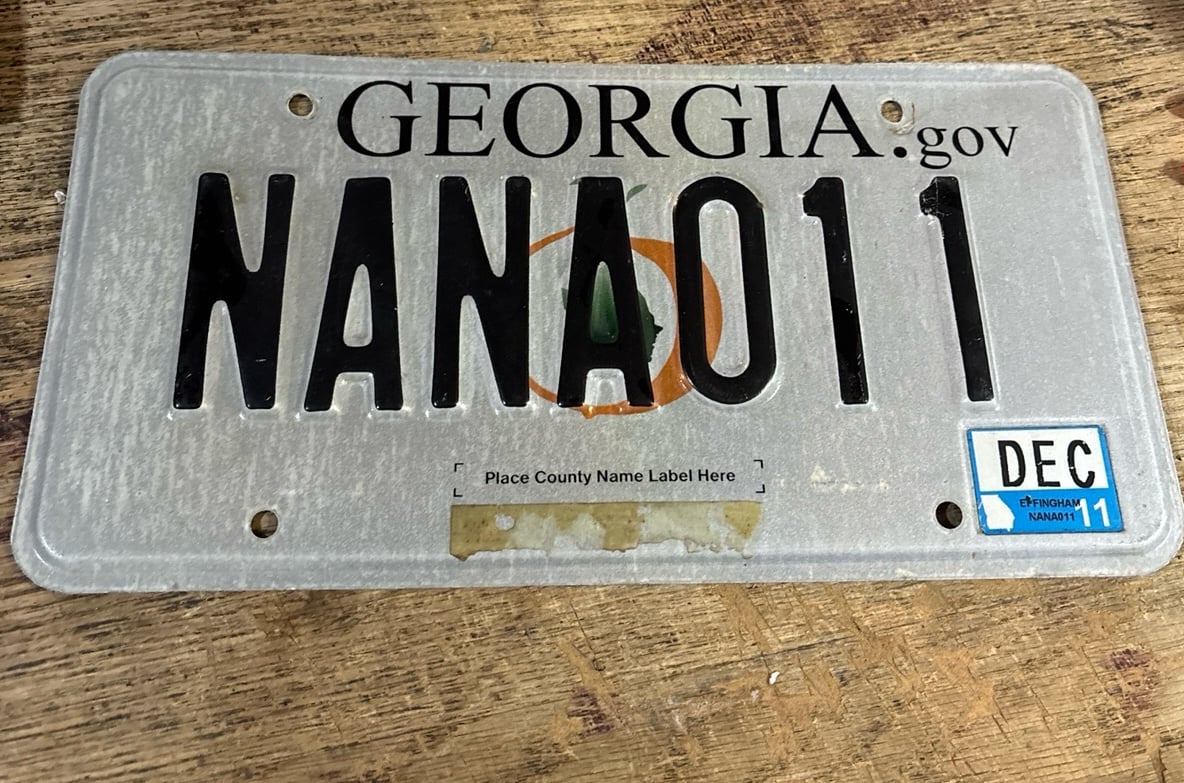 GEORGIA.gov
NANA011
Place County Name Label Here
DEC
EFFINGHAM
NANA011
11